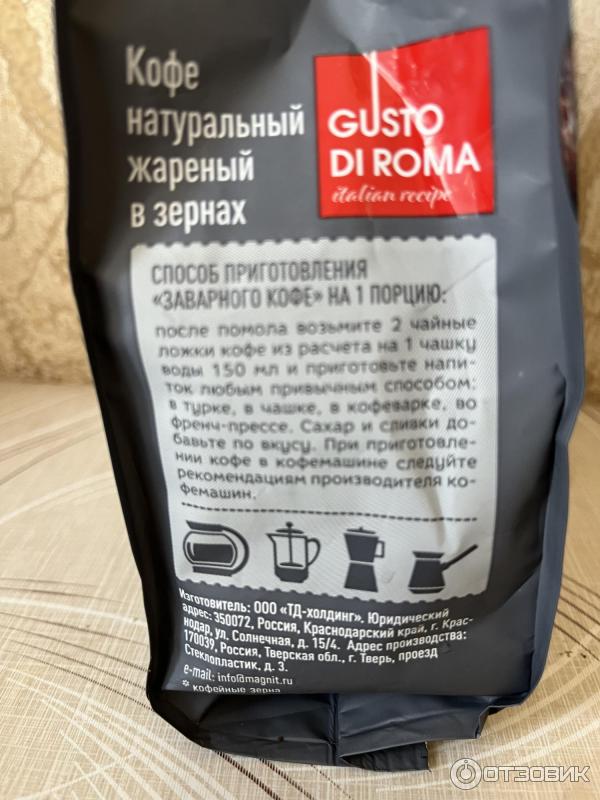 Кофе
натуральный
жареный
в зернах
GUSTO
DI ROMA
italian recipe
СПОСОБ ПРИГОТОВЛЕНИЯ
«ЗАВАРНОГО КОФЕ» НА 1 ПОРЦИЮ:
после помола возьмите 2 чайные
ложки кофе из расчета на 1 чашку
воды 150 мл и приготовьте напи-
ток любым привычным способом:
в турке, в чашке, в кофеварке, во
френч-прессе. Сахар и сливки до-
бавьте по вкусу. При приготовле-
нии кофе в кофемашине следуйте
рекомендациям производителя ко-
фемашин.
Изготовитель: ООО «ТД-холдинг». Юридический
адрес: 350072, Россия, Краснодарский край, г. Крас-
нодар, ул. Солнечная, д. 15/4. Адрес производства:
170039, Россия, Тверская обл., г. Тверь, проезд
Стеклопластик, д. 3.
e-mail: info@magnit.ru
* кофейные зерна
ОТЗОВИК